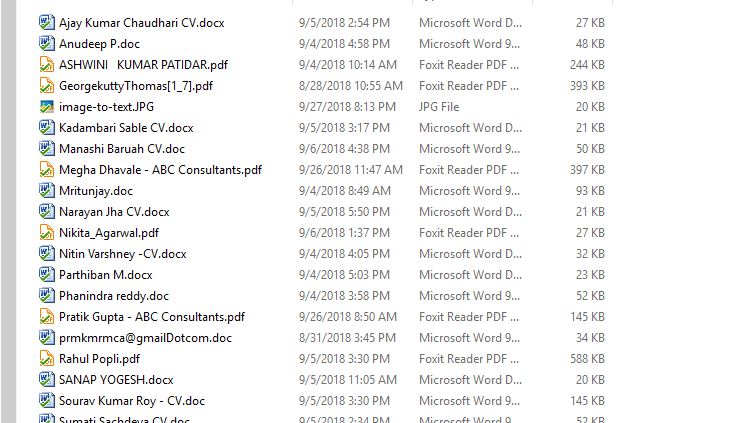 Ajay Kumar Chaudhari CV.docx 9/5/2018 2:54 PM Microsoft Word D... 27 KB
Anudeep P.doc 9/4/2018 4:58 PM Microsoft Word 9... 48 KB
ASHWINI KUMAR PATIDAR.pdf 9/4/2018 10:14 AM Foxit Reader PDF ... 244 KB
GeorgekuttyThomas[1_7].pdf 8/28/2018 10:55 AM Foxit Reader PDF ... 393 KB
image-to-text.JPG 9/27/2018 8:13 PM JPG File 20 KB
Kadambari Sable CV.docx 9/5/2018 3:17 PM Microsoft Word D... 21 KB
Manashi Baruah CV.doc 9/6/2018 4:38 PM Microsoft Word 9... 50 KB
Megha Dhavale - ABC Consultants.pdf 9/26/2018 11:47 AM Foxit Reader PDF ... 397 KB
Mritunjay.doc 9/4/2018 8:49 AM Microsoft Word 9... 93 KB
Narayan Jha CV.docx 9/5/2018 5:50 PM Microsoft Word D... 21 KB
Nikita_Agarwal.pdf 9/6/2018 1:37 PM Foxit Reader PDF ... 27 KB
Nitin Varshney -CV.docx 9/4/2018 4:05 PM Microsoft Word D... 32 KB
Parthiban M.docx 9/4/2018 5:03 PM Microsoft Word D... 23 KB
Phanindra reddy.doc 9/4/2018 3:58 PM Microsoft Word 9... 52 KB
Pratik Gupta - ABC Consultants.pdf 9/26/2018 8:50 AM Foxit Reader PDF ... 145 KB
prmkmrmca@gmailDotcom.doc 8/31/2018 3:45 PM Microsoft Word 9... 34 KB
Rahul Popli.pdf 9/5/2018 3:30 PM Foxit Reader PDF ... 588 KB
SANAP YOGESH.docx 9/5/2018 11:05 AM Microsoft Word D... 20 KB
Sourav Kumar Roy - CV.doc 9/5/2018 3:30 PM Microsoft Word 9... 145 KB
Sumati Sachdeva CV.doc 9/5/2018 2:34 PM Microsoft Word 9... 52 KB